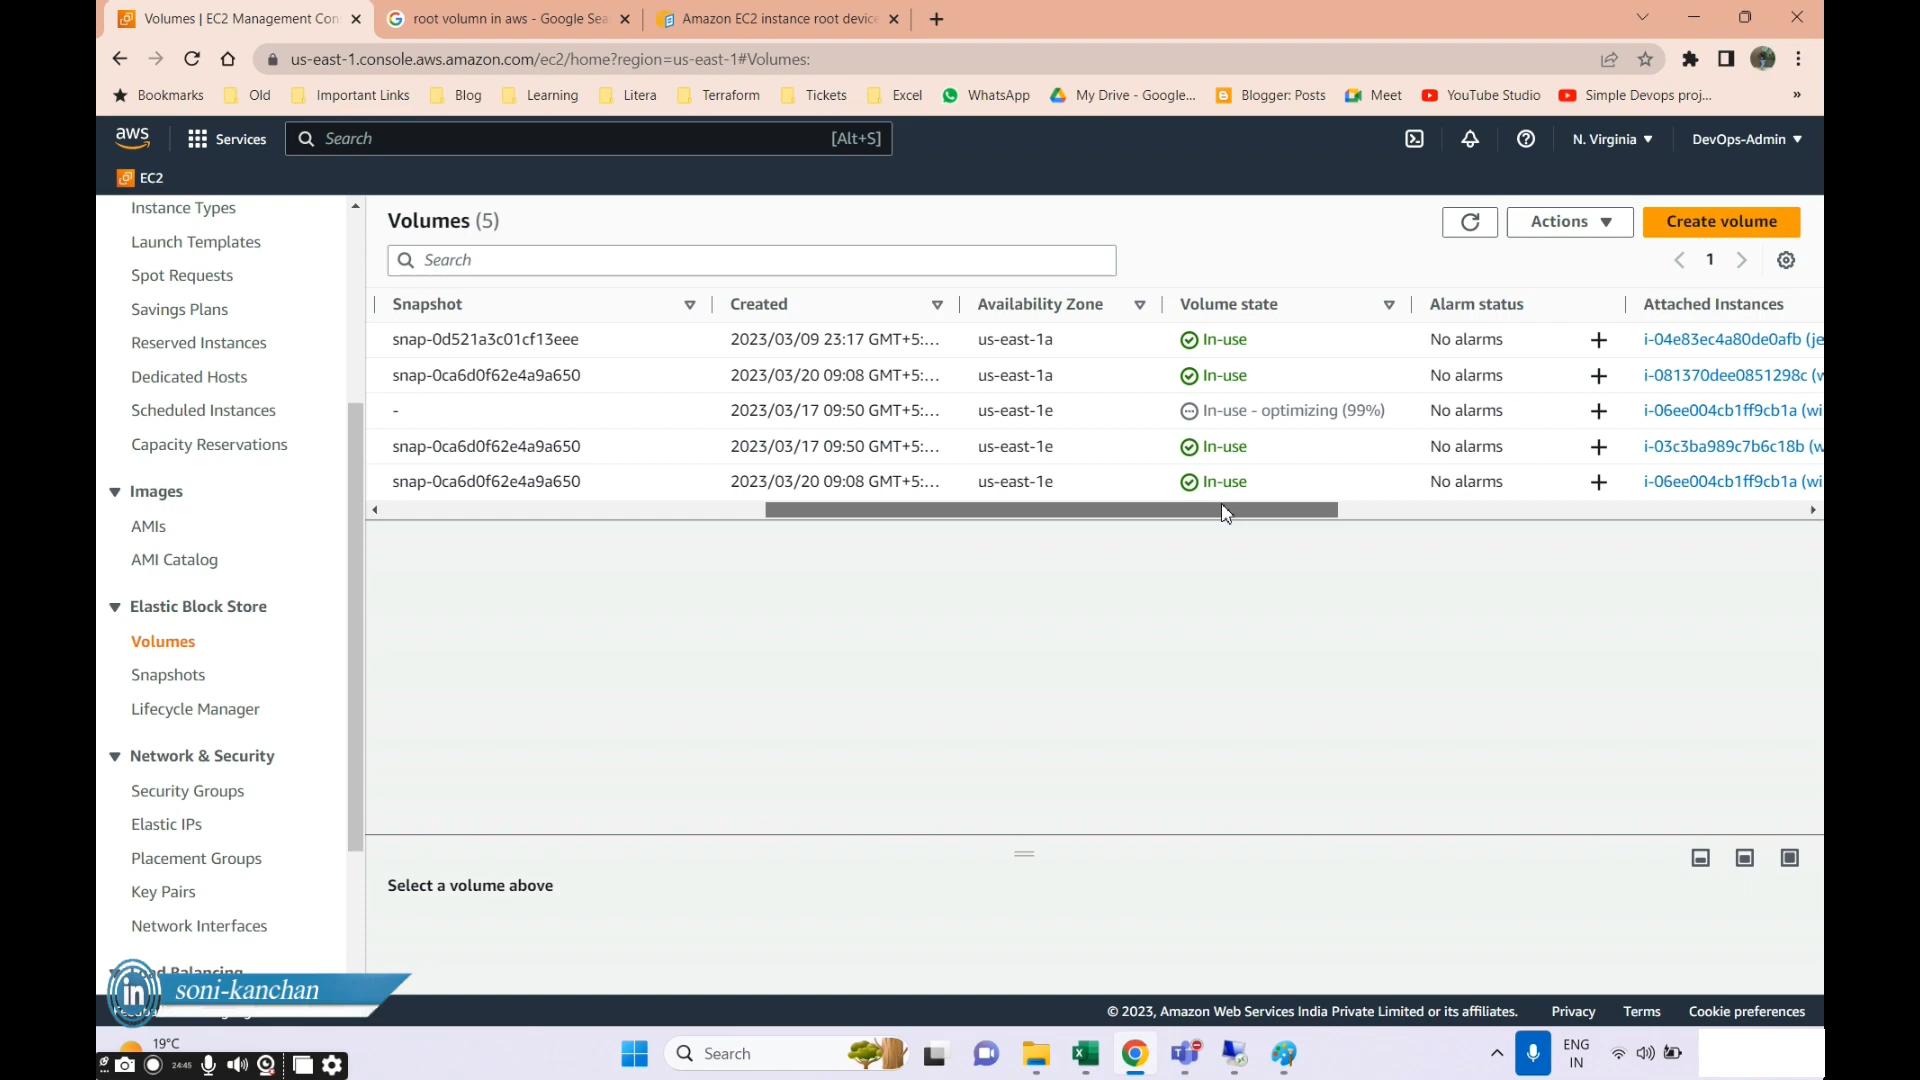 Volumes | EC2 Management Con
root volumn in aws - Google Sea
Amazon EC2 instance root device
us-east-1.console.aws.amazon.com/ec2/home?region=us-east-1#Volumes:
Bookmarks Old Important Links Blog Learning Litera Terraform Tickets Excel WhatsApp My Drive - Google... Blogger: Posts Meet YouTube Studio Simple Devops proj... »
aws Services Search [Alt+S] N. Virginia DevOps-Admin
EC2
Instance Types
Launch Templates
Spot Requests
Savings Plans
Reserved Instances
Dedicated Hosts
Scheduled Instances
Capacity Reservations
Images
AMIs
AMI Catalog
Elastic Block Store
Volumes
Snapshots
Lifecycle Manager
Network & Security
Security Groups
Elastic IPs
Placement Groups
Key Pairs
Network Interfaces
Load Balancing
Volumes (5)
Actions Create volume
Search
1
Snapshot Created Availability Zone Volume state Alarm status Attached Instances
snap-0d521a3c01cf13eee 2023/03/09 23:17 GMT+5:... us-east-1a In-use No alarms + i-04e83ec4a80de0afb (je
snap-0ca6d0f62e4a9a650 2023/03/20 09:08 GMT+5:... us-east-1a In-use No alarms + i-081370dee0851298c (w
- 2023/03/17 09:50 GMT+5:... us-east-1e In-use - optimizing (99%) No alarms + i-06ee004cb1ff9cb1a (wi
snap-0ca6d0f62e4a9a650 2023/03/17 09:50 GMT+5:... us-east-1e In-use No alarms + i-03c3ba989c7b6c18b (w
snap-0ca6d0f62e4a9a650 2023/03/20 09:08 GMT+5:... us-east-1e In-use No alarms + i-06ee004cb1ff9cb1a (wi
Select a volume above
in soni-kanchan
© 2023, Amazon Web Services India Private Limited or its affiliates. Privacy Terms Cookie preferences
19°C
24:45
Search
ENG
IN